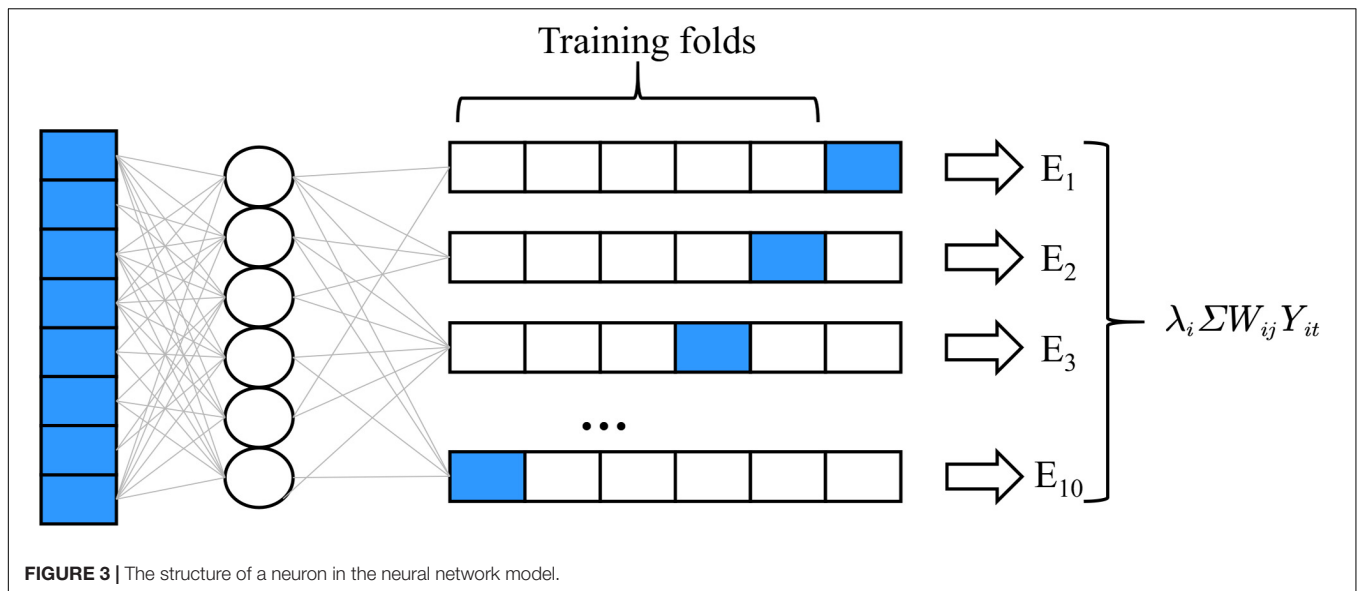 Training folds
E₁
E₂
E₃
...
E₁₀
λᵢΣWᵢⱼYᵢₜ
FIGURE 3 | The structure of a neuron in the neural network model.